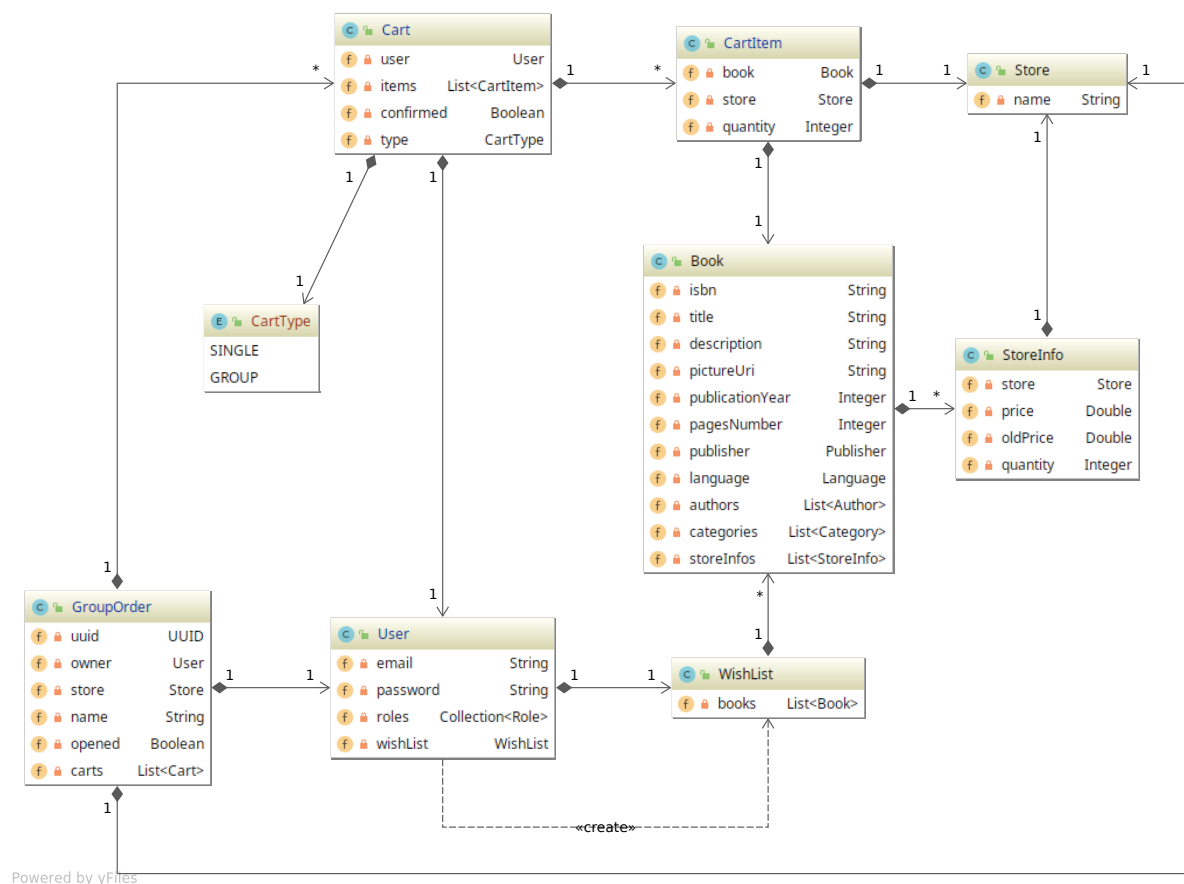 Cart
f user User
f items List<CartItem>
f confirmed Boolean
f type CartType
* 1 * 1 1
1 1
C CartItem
f book Book
f store Store
f quantity Integer
1 1
C Store
f name String
1
1
1
E CartType
SINGLE
GROUP
C Book
f isbn String
f title String
f description String
f pictureUri String
f publicationYear Integer
f pagesNumber Integer
f publisher Publisher
f language Language
f authors List<Author>
f categories List<Category>
f storeInfos List<StoreInfo>
1 *
C StoreInfo
f store Store
f price Double
f oldPrice Double
f quantity Integer
1
C GroupOrder
f uuid UUID
f owner User
f store Store
f name String
f opened Boolean
f carts List<Cart>
1 1
1
1
C User
f email String
f password String
f roles Collection<Role>
f wishList WishList
1 1
*
1
C WishList
f books List<Book>
«create»
Powered by yFiles